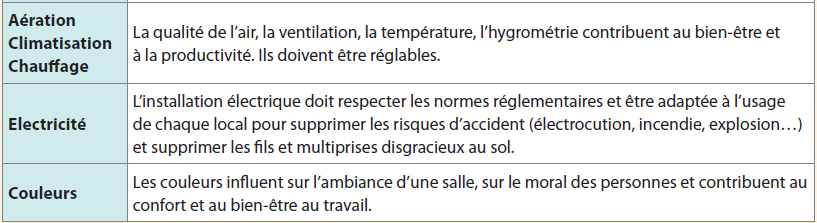 Aération
Climatisation
Chauffage
La qualité de l'air, la ventilation, la température, l'hygrométrie contribuent au bien-être et
à la productivité. Ils doivent être réglables.
Electricité
L'installation électrique doit respecter les normes réglementaires et être adaptée à l'usage
de chaque local pour supprimer les risques d'accident (électrocution, incendie, explosion…)
et supprimer les fils et multiprises disgracieux au sol.
Couleurs
Les couleurs influent sur l'ambiance d'une salle, sur le moral des personnes et contribuent au
confort et au bien-être au travail.